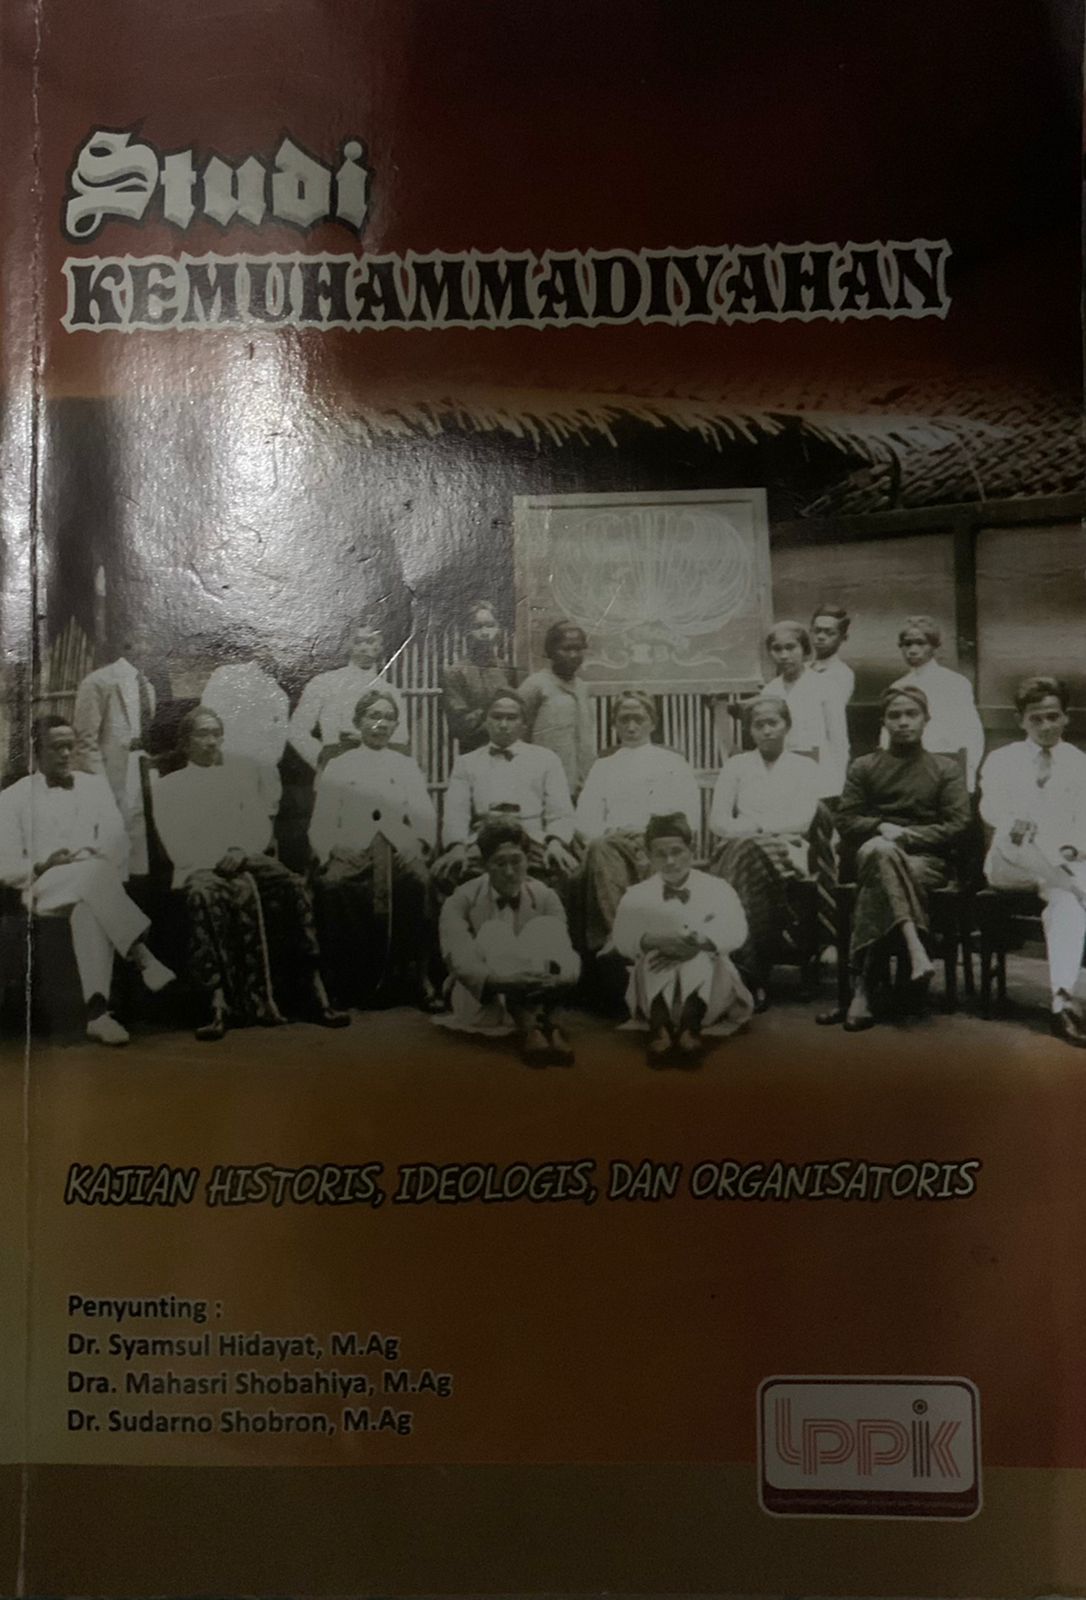 Studi
KEMUHAMMADIYAHAN
KAJIAN HISTORIS, IDEOLOGIS, DAN ORGANISATORIS
Penyunting :
Dr. Syamsul Hidayat, M.Ag
Dra. Mahasri Shobahiya, M.Ag
Dr. Sudarno Shobron, M.Ag
LPPIK